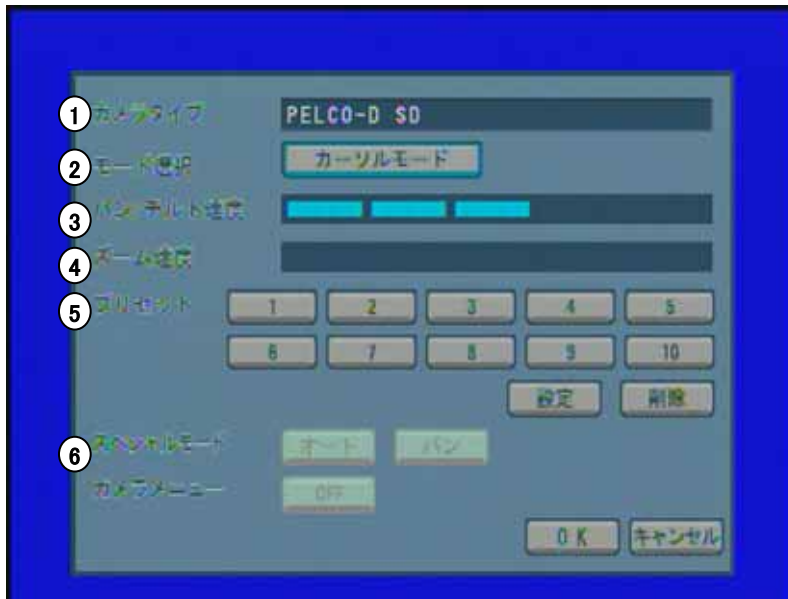 1 カメラタイプ PELCO-D SD
2 モード選択 カーソルモード
3 パン チルト速度
4 ズーム速度
5 プリセット 1 2 3 4 5
6 7 8 9 10
設定 削除
6 スペシャルモード オート パン
カメラメニュー OFF
OK キャンセル